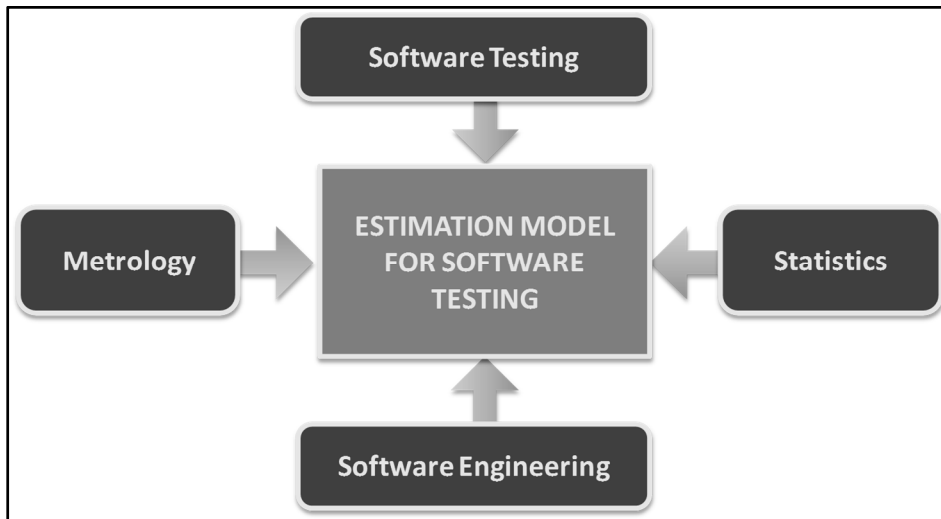 Software Testing
Metrology
ESTIMATION MODEL
FOR SOFTWARE
TESTING
Statistics
Software Engineering